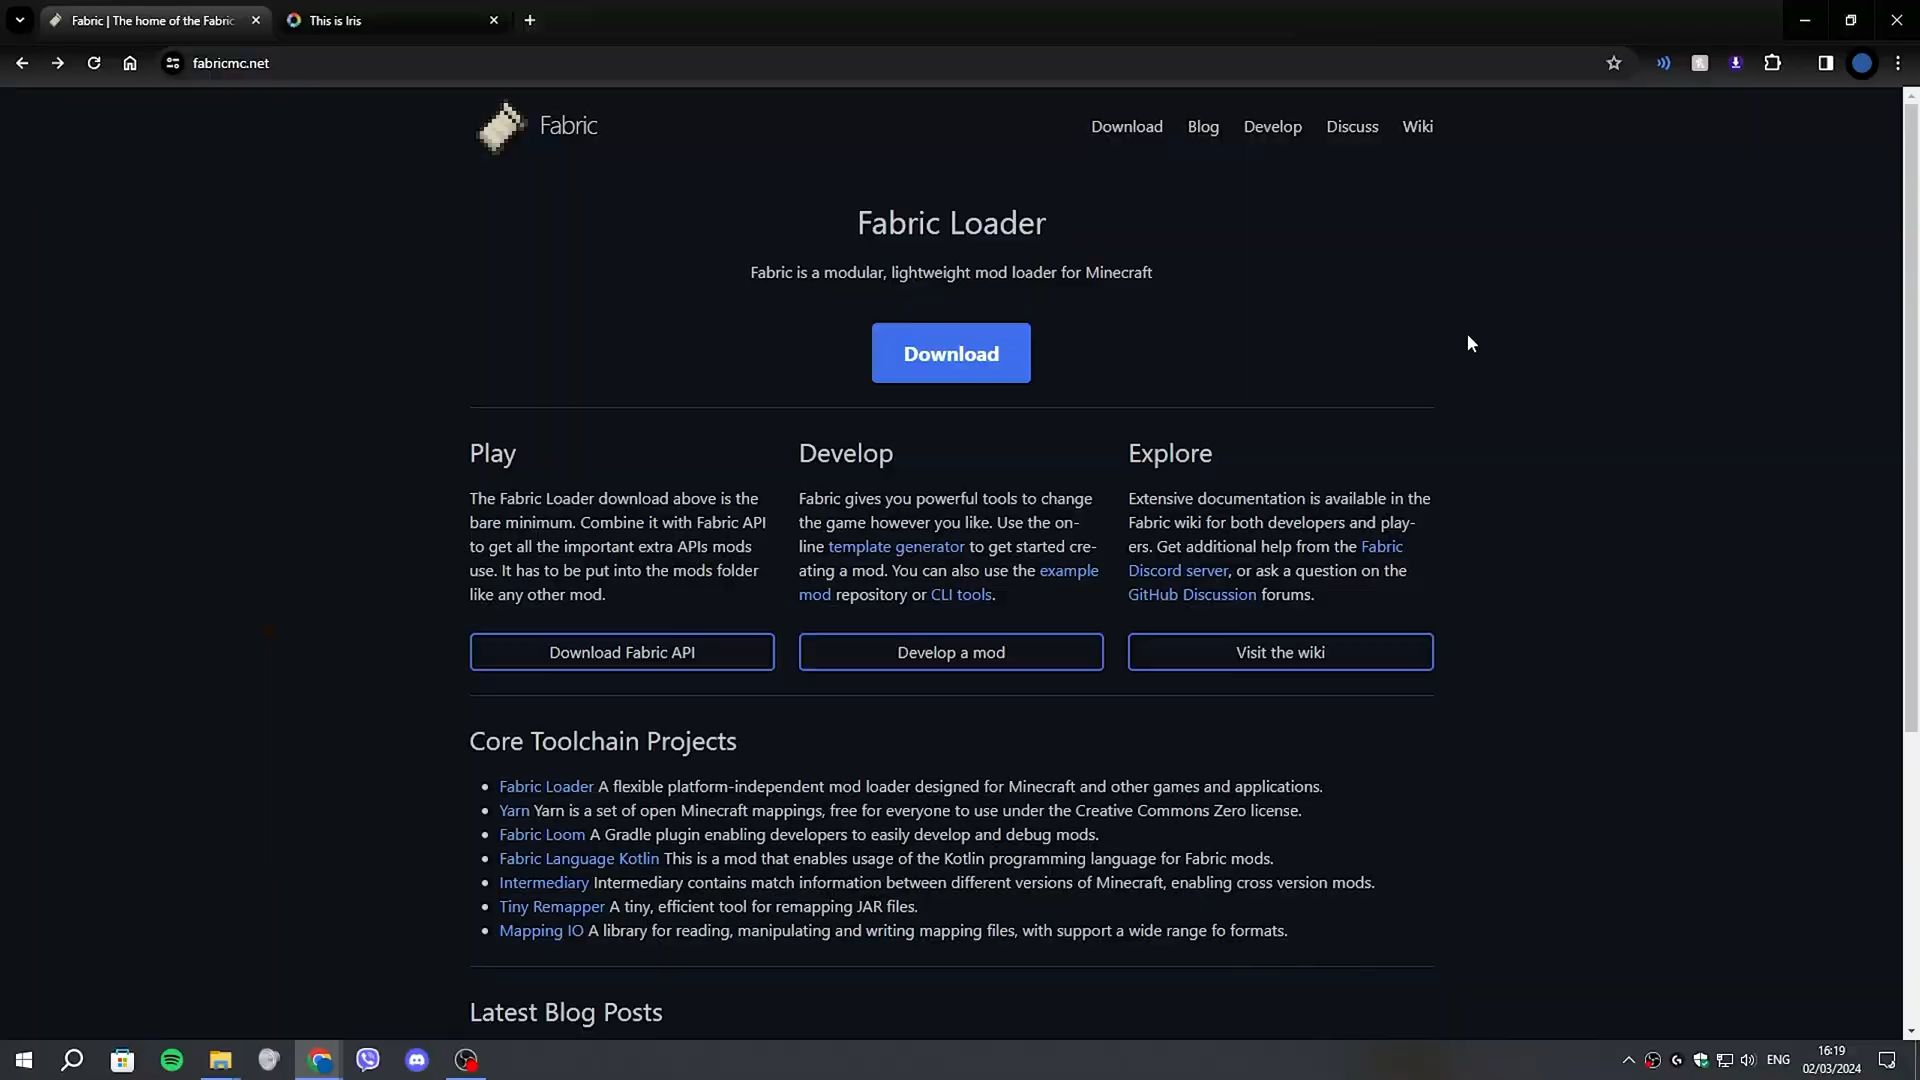 Fabric | The home of the Fabric
This is Iris
fabricmc.net
Fabric
Download Blog Develop Discuss Wiki
Fabric Loader
Fabric is a modular, lightweight mod loader for Minecraft
Download
Play
The Fabric Loader download above is the
bare minimum. Combine it with Fabric API
to get all the important extra APIs mods
use. It has to be put into the mods folder
like any other mod.
Download Fabric API
Develop
Fabric gives you powerful tools to change
the game however you like. Use the on-
line template generator to get started cre-
ating a mod. You can also use the example
mod repository or CLI tools.
Develop a mod
Explore
Extensive documentation is available in the
Fabric wiki for both developers and play-
ers. Get additional help from the Fabric
Discord server, or ask a question on the
GitHub Discussion forums.
Visit the wiki
Core Toolchain Projects
Fabric Loader A flexible platform-independent mod loader designed for Minecraft and other games and applications.
Yarn Yarn is a set of open Minecraft mappings, free for everyone to use under the Creative Commons Zero license.
Fabric Loom A Gradle plugin enabling developers to easily develop and debug mods.
Fabric Language Kotlin This is a mod that enables usage of the Kotlin programming language for Fabric mods.
Intermediary Intermediary contains match information between different versions of Minecraft, enabling cross version mods.
Tiny Remapper A tiny, efficient tool for remapping JAR files.
Mapping IO A library for reading, manipulating and writing mapping files, with support a wide range fo formats.
Latest Blog Posts
ENG
16:19
02/03/2024